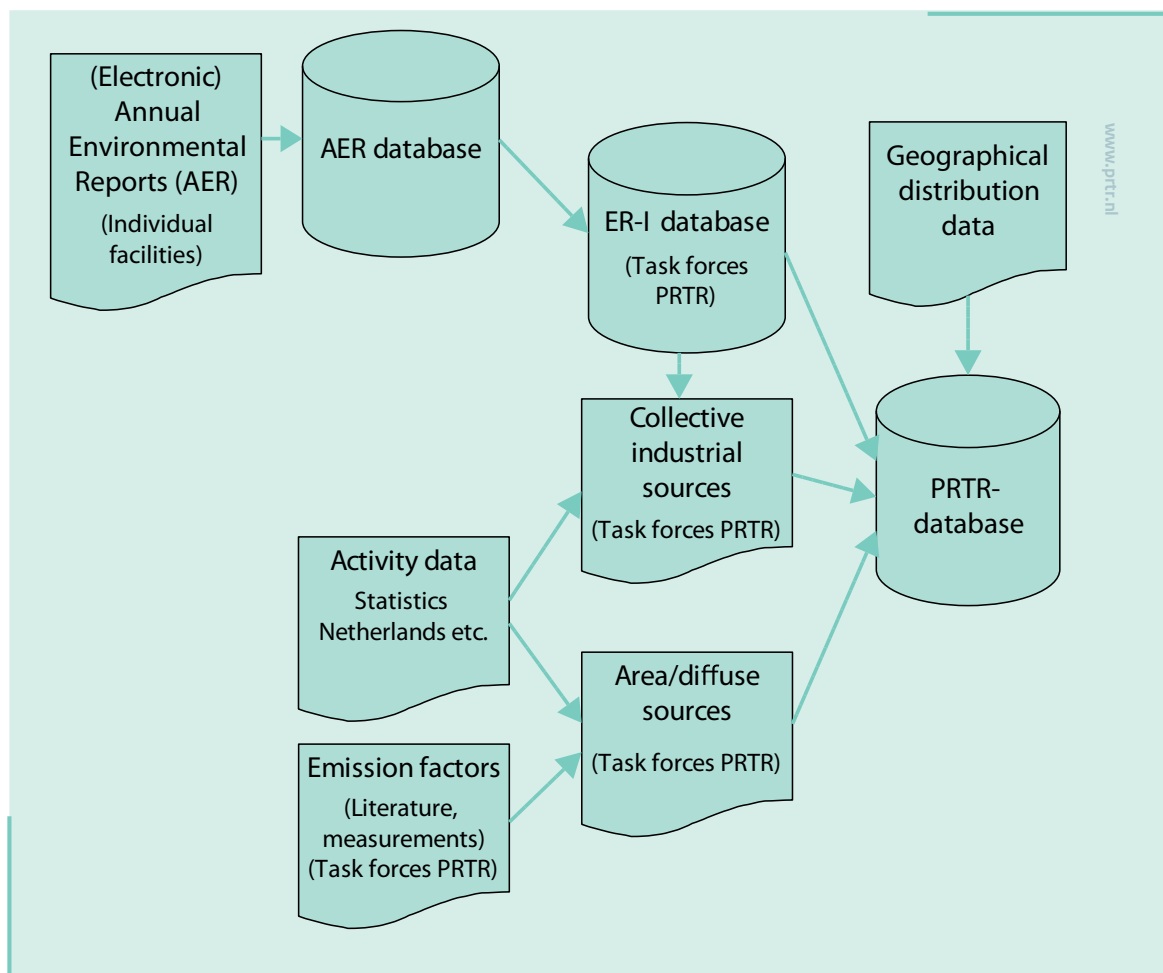 (Electronic)
Annual
Environmental
Reports (AER)
(Individual
facilities)
AER database
ER-I database
(Task forces
PRTR)
Geographical
distribution
data
www.prtr.nl
Collective
industrial
sources
(Task forces PRTR)
PRTR-
database
Activity data
Statistics
Netherlands etc.
Area/diffuse
sources
(Task forces PRTR)
Emission factors
(Literature,
measurements)
(Task forces PRTR)